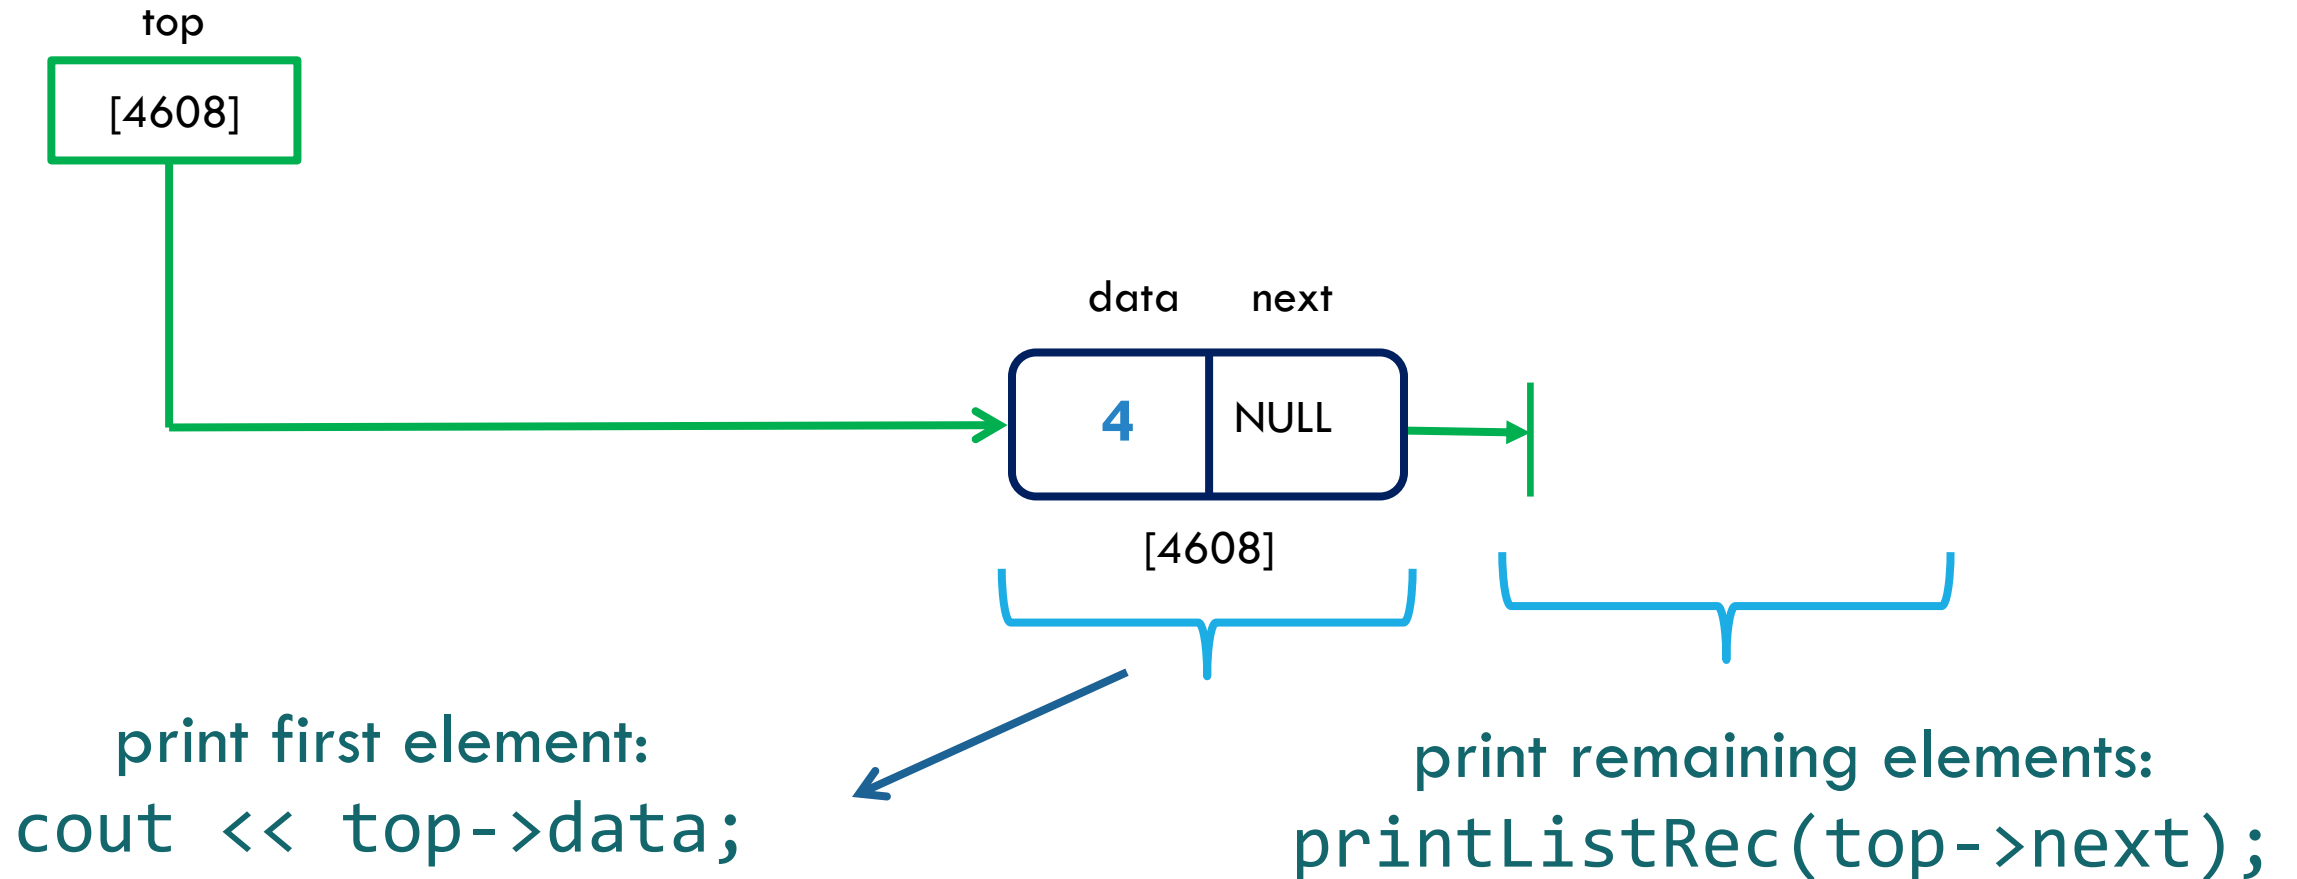 top
[4608]
data next
4 NULL
[4608]
print first element:
cout << top->data;
print remaining elements:
printListRec(top->next);